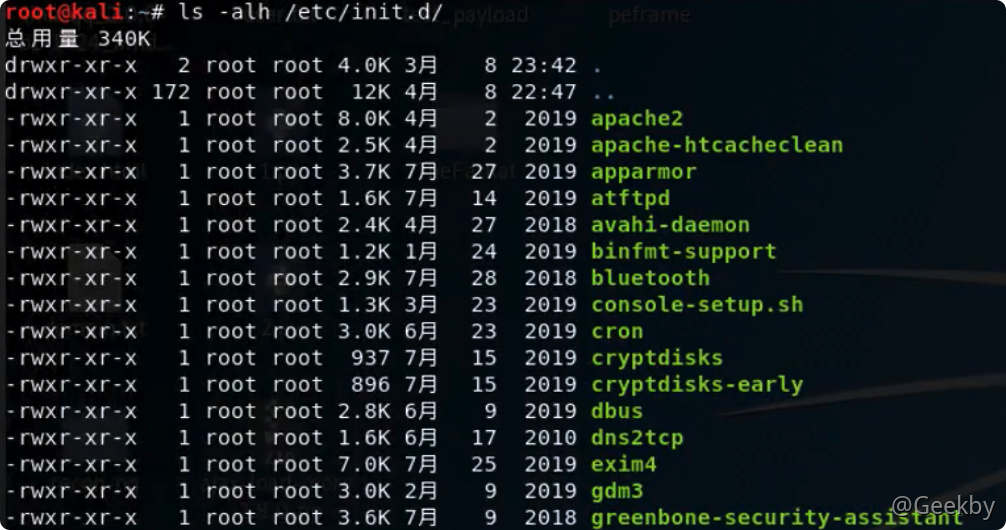 root@kali:~# ls -alh /etc/init.d/
总用量 340K
drwxr-xr-x   2 root root 4.0K 3月   8 23:42 .
drwxr-xr-x 172 root root  12K 4月   8 22:47 ..
-rwxr-xr-x   1 root root 8.0K 4月   2  2019 apache2
-rwxr-xr-x   1 root root 2.5K 4月   2  2019 apache-htcacheclean
-rwxr-xr-x   1 root root 3.7K 7月  27  2019 apparmor
-rwxr-xr-x   1 root root 1.6K 7月  14  2019 atftpd
-rwxr-xr-x   1 root root 2.4K 4月  27  2018 avahi-daemon
-rwxr-xr-x   1 root root 1.2K 1月  24  2019 binfmt-support
-rwxr-xr-x   1 root root 2.9K 7月  28  2018 bluetooth
-rwxr-xr-x   1 root root 1.3K 3月  23  2019 console-setup.sh
-rwxr-xr-x   1 root root 3.0K 6月  23  2019 cron
-rwxr-xr-x   1 root root  937 7月  15  2019 cryptdisks
-rwxr-xr-x   1 root root  896 7月  15  2019 cryptdisks-early
-rwxr-xr-x   1 root root 2.8K 6月   9  2019 dbus
-rwxr-xr-x   1 root root 1.6K 6月  17  2010 dns2tcp
-rwxr-xr-x   1 root root 7.0K 7月  25  2019 exim4
-rwxr-xr-x   1 root root 3.0K 2月   9  2019 gdm3
-rwxr-xr-x   1 root root 3.6K 7月   9  2018 greenbone-security-assistant
@Geekby
_payload
peframe